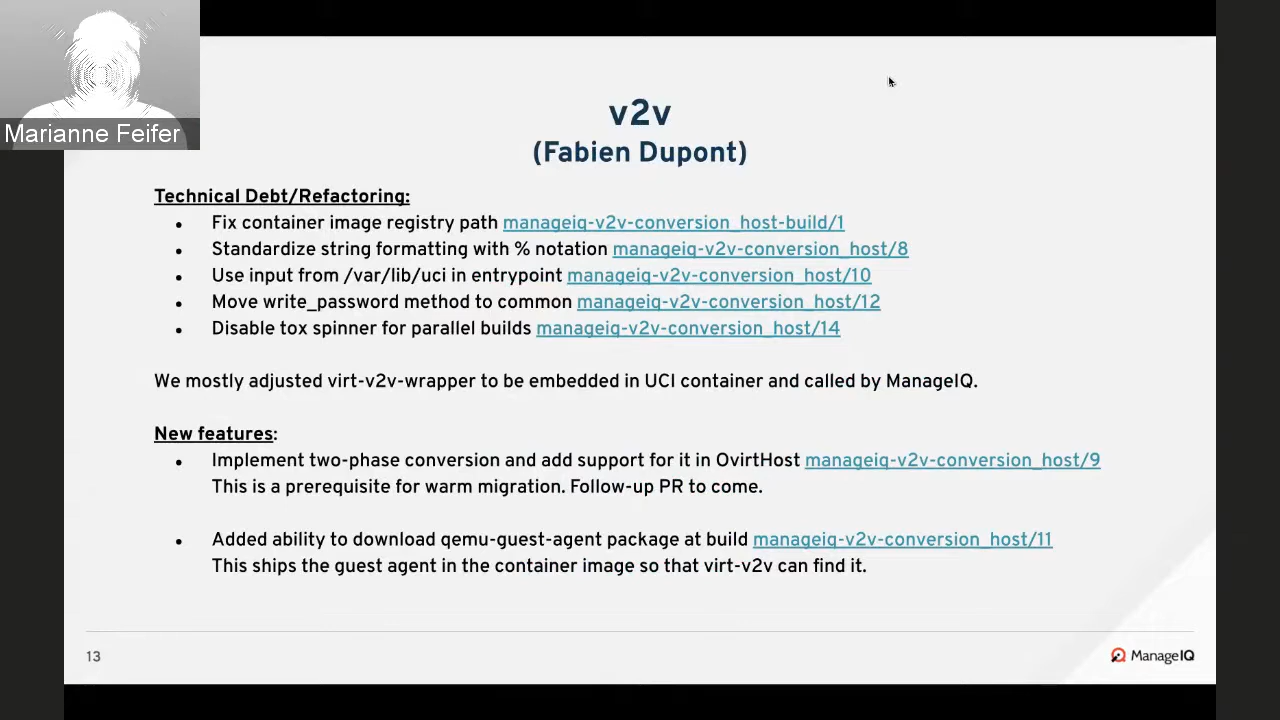 Marianne Feifer
v2v
(Fabien Dupont)
Technical Debt/Refactoring:
• Fix container image registry path manageiq-v2v-conversion_host-build/1
• Standardize string formatting with % notation manageiq-v2v-conversion_host/8
• Use input from /var/lib/uci in entrypoint manageiq-v2v-conversion_host/10
• Move write_password method to common manageiq-v2v-conversion_host/12
• Disable tox spinner for parallel builds manageiq-v2v-conversion_host/14
We mostly adjusted virt-v2v-wrapper to be embedded in UCI container and called by ManageIQ.
New features:
• Implement two-phase conversion and add support for it in OvirtHost manageiq-v2v-conversion_host/9
This is a prerequisite for warm migration. Follow-up PR to come.
• Added ability to download qemu-guest-agent package at build manageiq-v2v-conversion_host/11
This ships the guest agent in the container image so that virt-v2v can find it.
13
ManageIQ